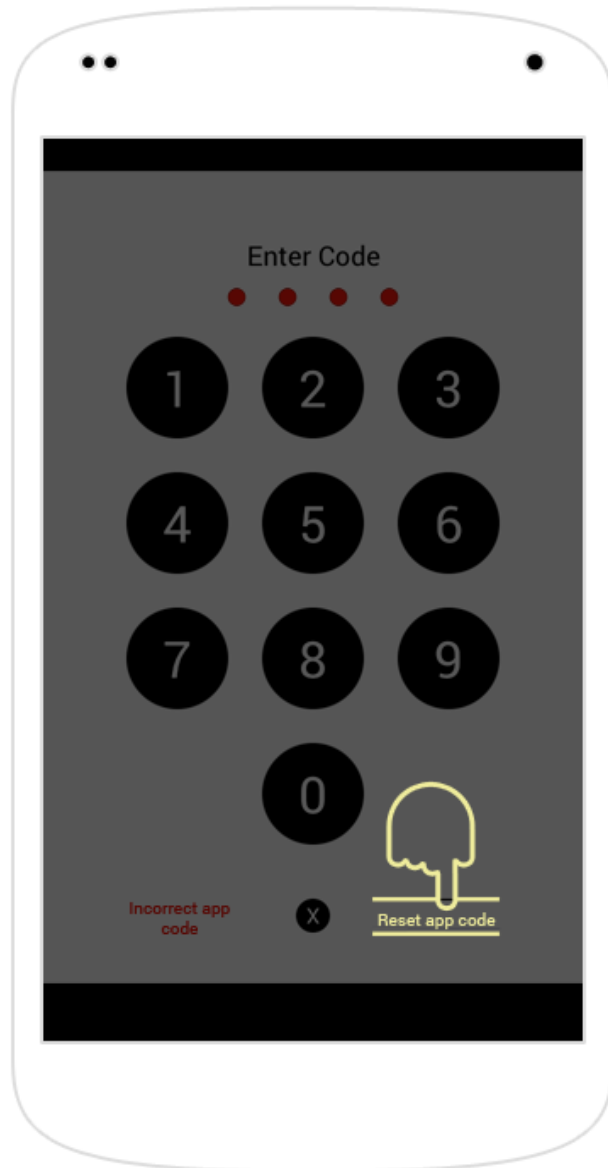 Enter Code
1 2 3
4 5 6
7 8 9
0
Incorrect app
code
X
Reset app code